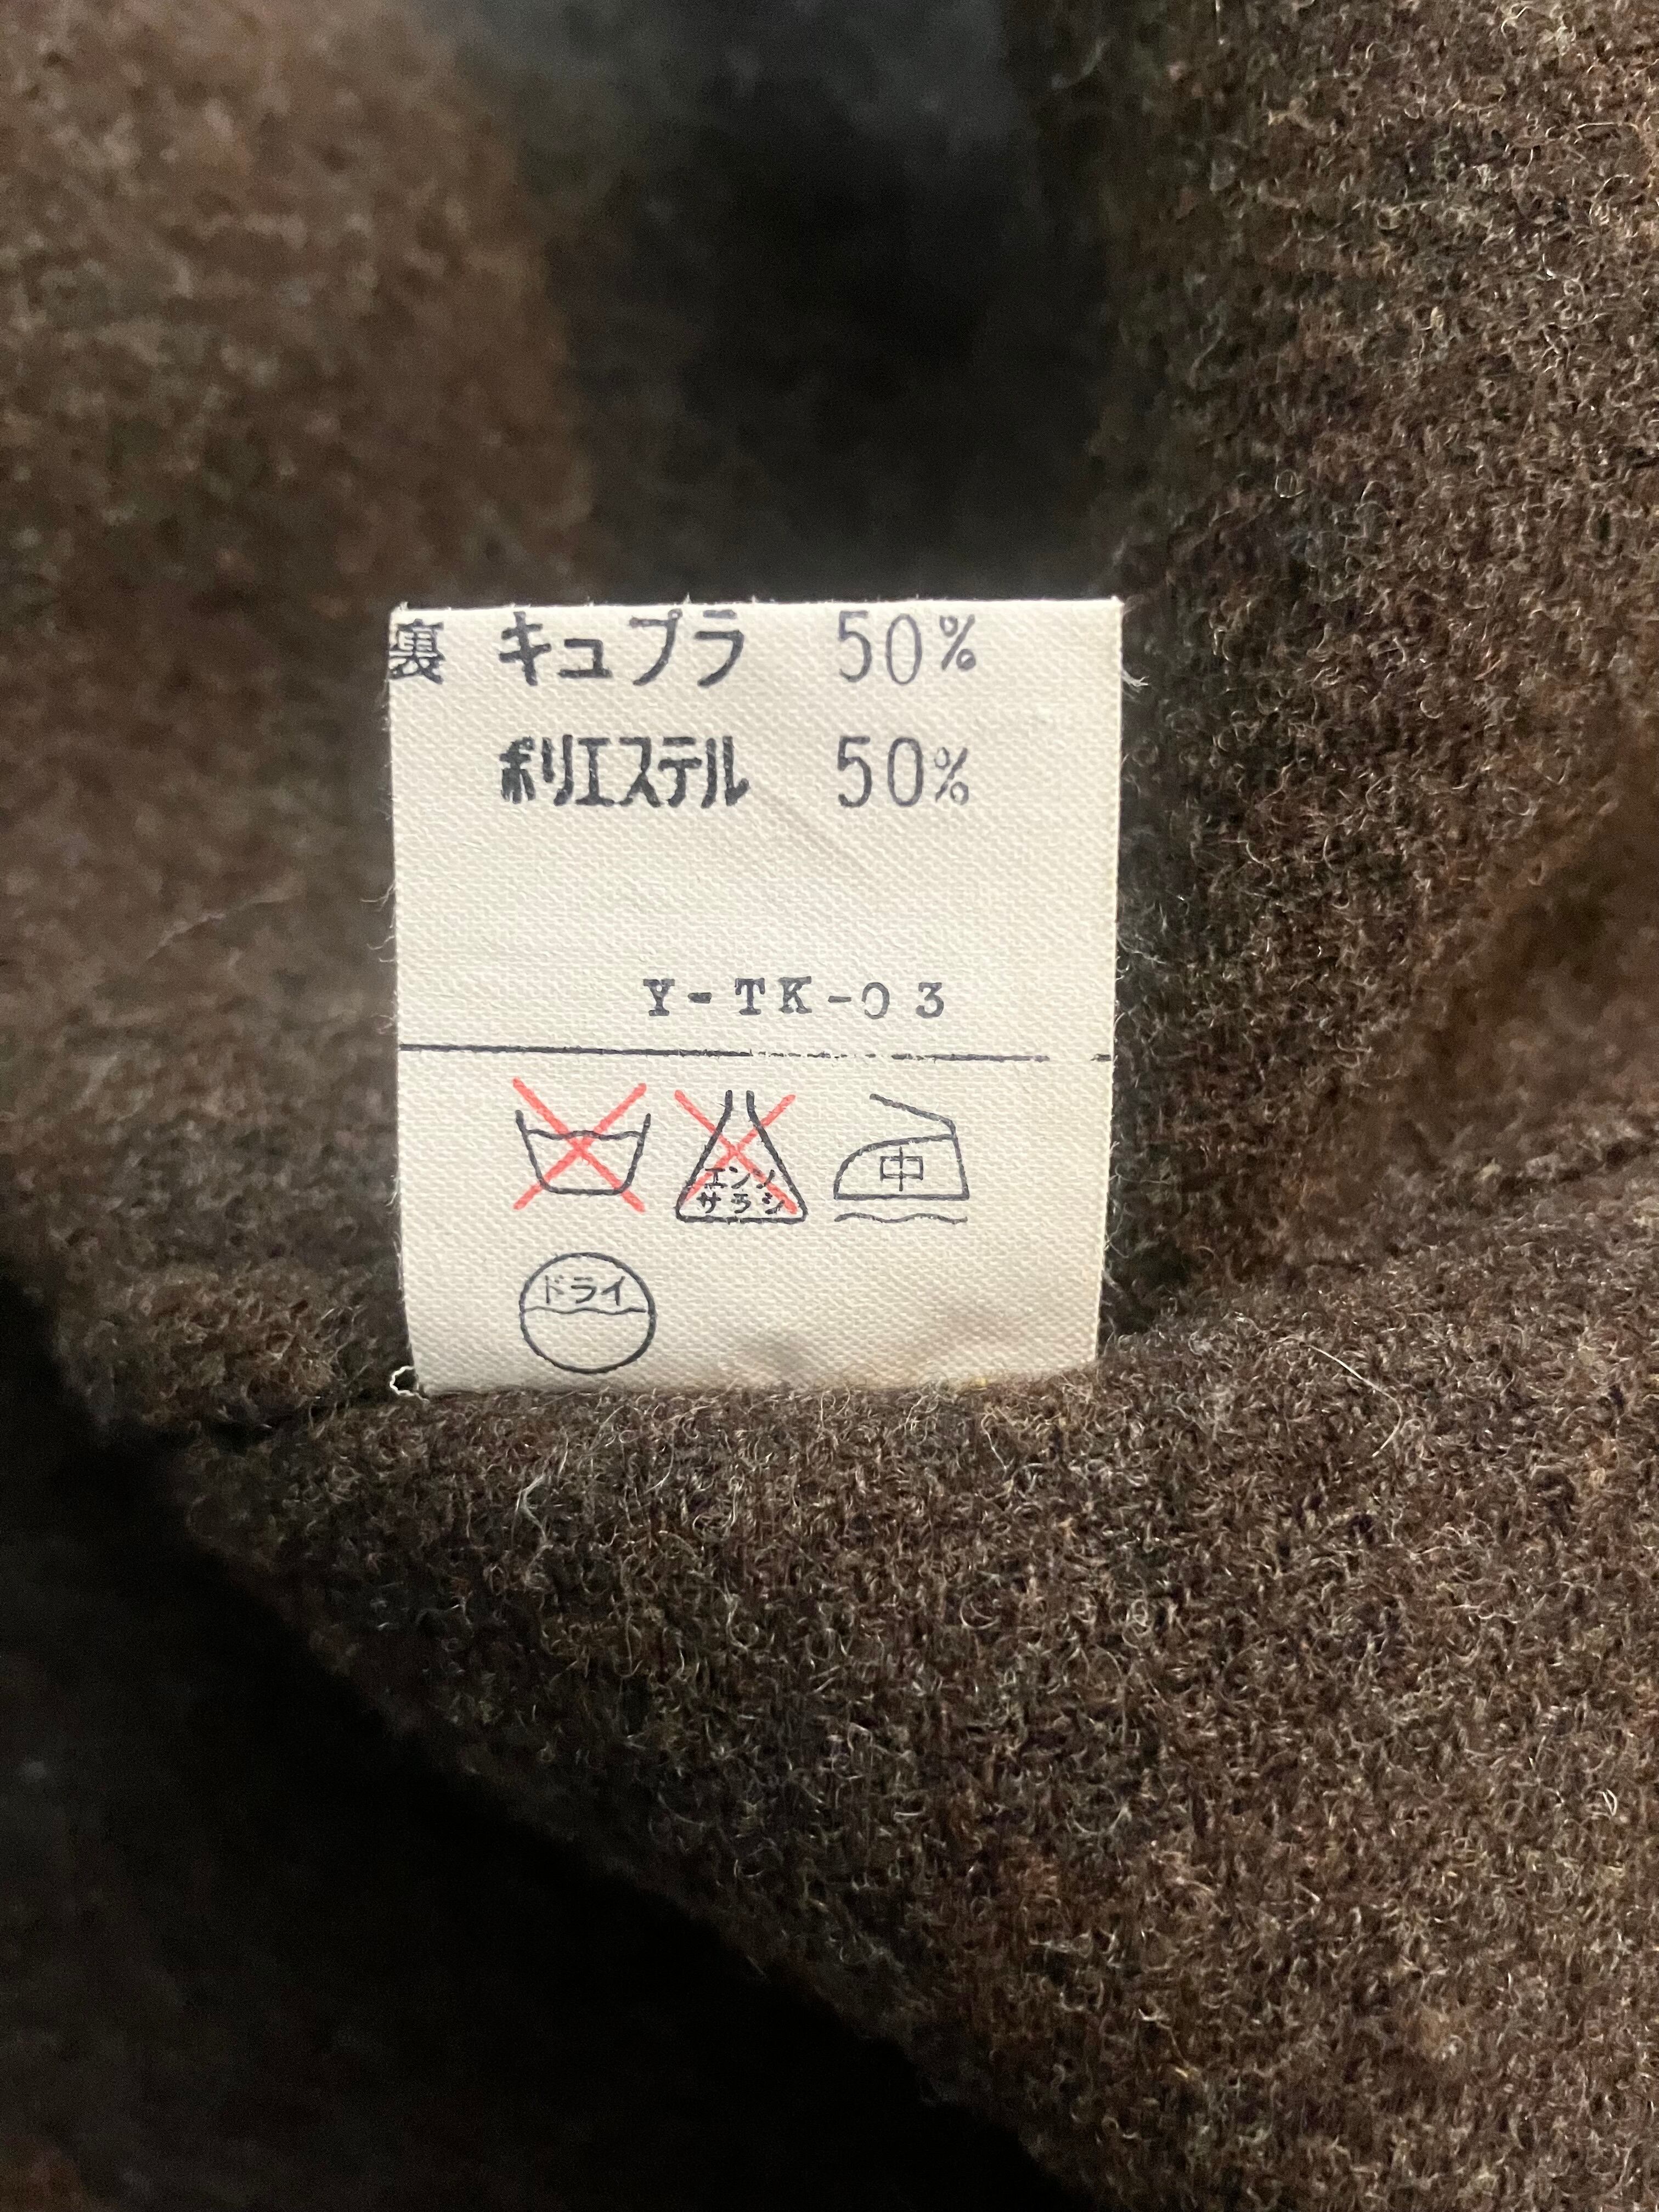 裏 キュプラ 50%
ポリエステル 50%
Y-TK-03
エンソ
サラシ
中
ドライ